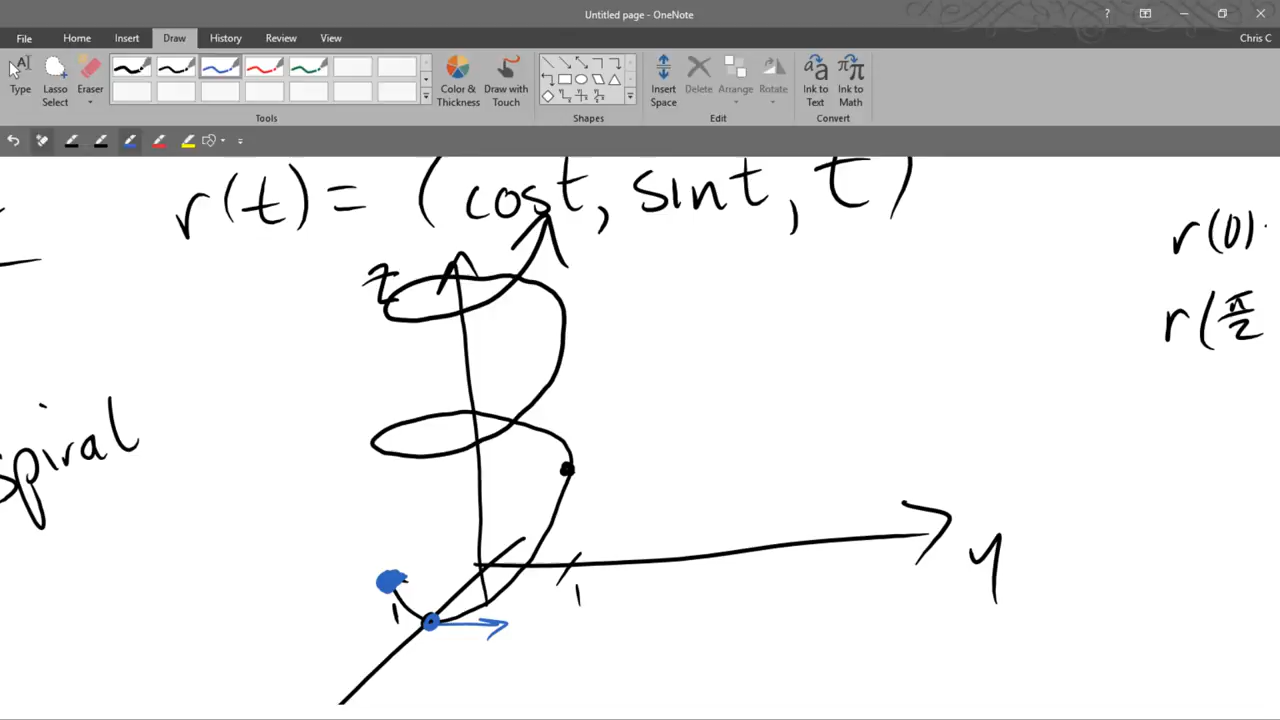 Untitled page - OneNote
?
File Home Insert Draw History Review View
Chris C
Type
Lasso Select
Eraser
Color & Thickness
Draw with Touch
Insert Space
Delete
Arrange
Rotate
Ink to Text
Ink to Math
Tools
Shapes
Edit
Convert
r(t) = (cost, sint, t)
r(0)
z
r(π/2
spiral
y
1
1